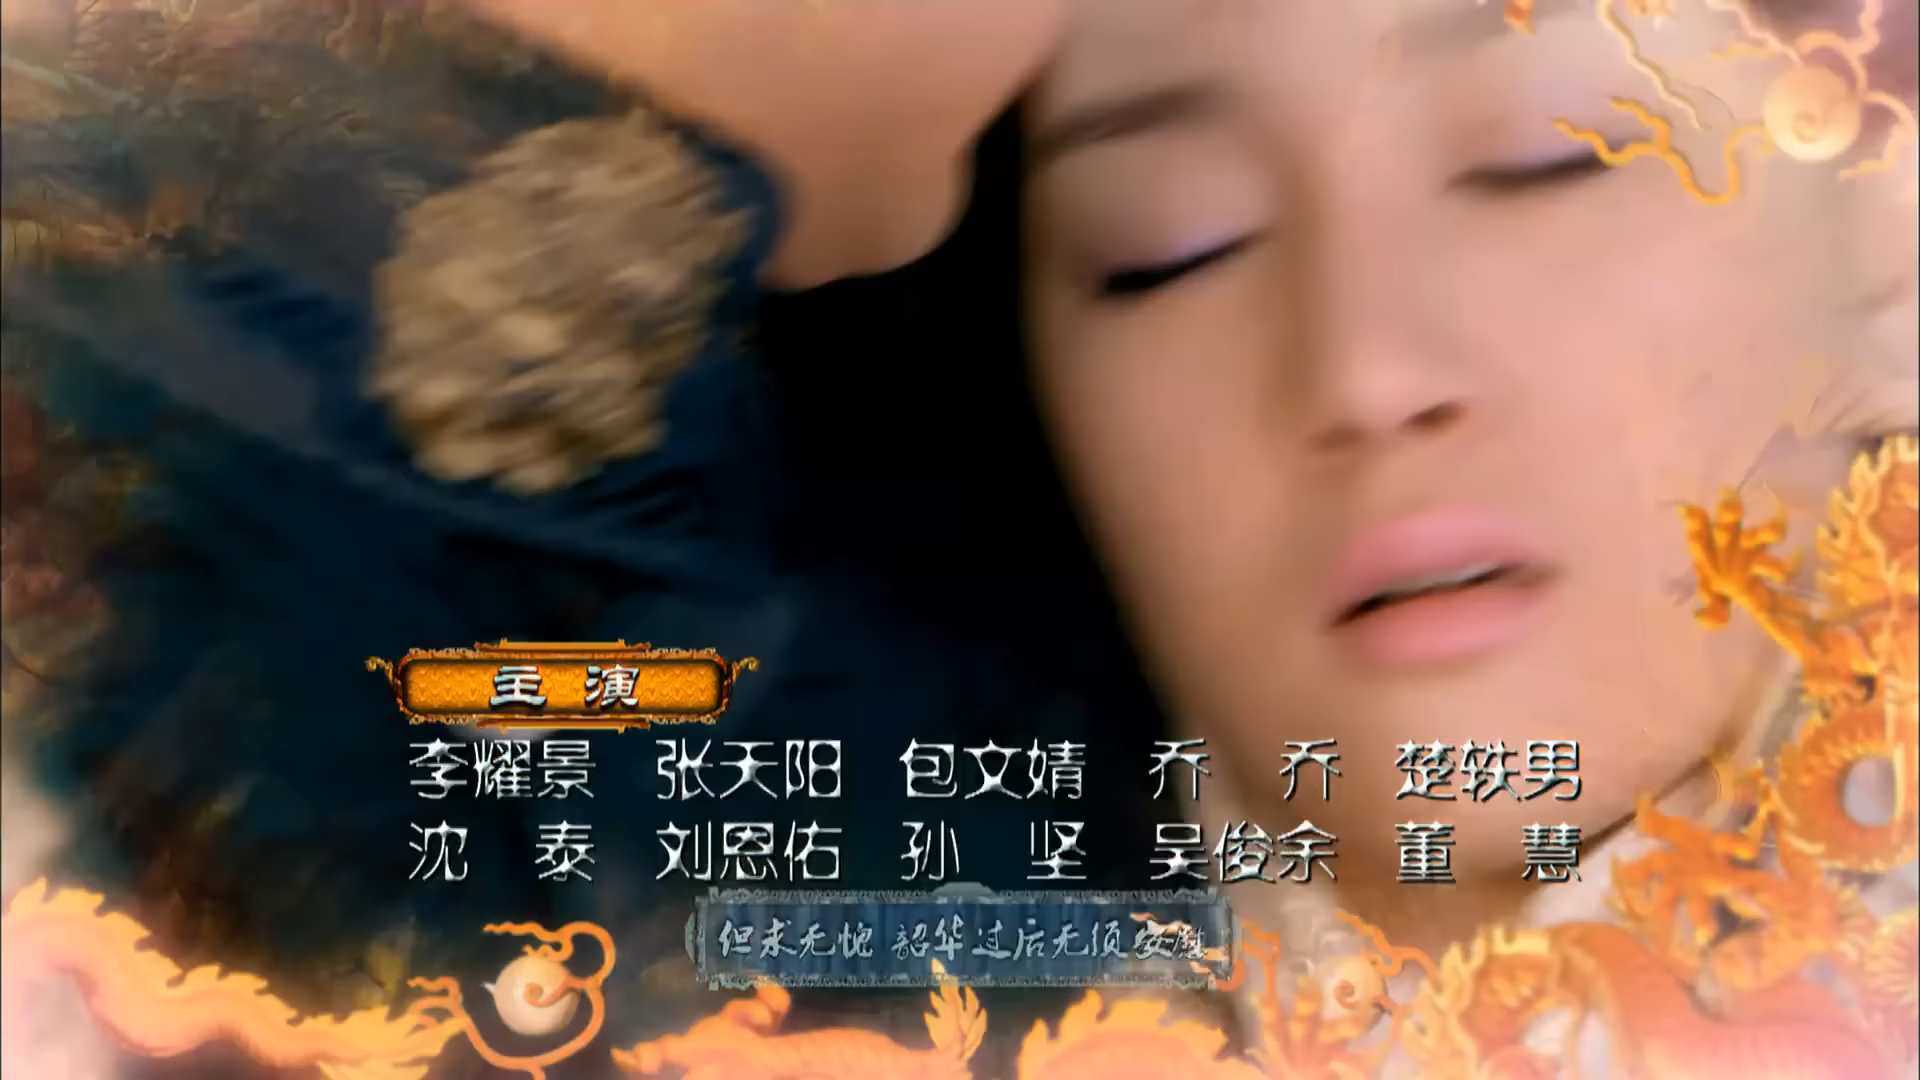 主演
李耀景 张天阳 包文婧 乔乔 楚轶男
沈泰 刘恩佑 孙坚 吴俊余 董慧
但求无愧 韶华过后无须安慰